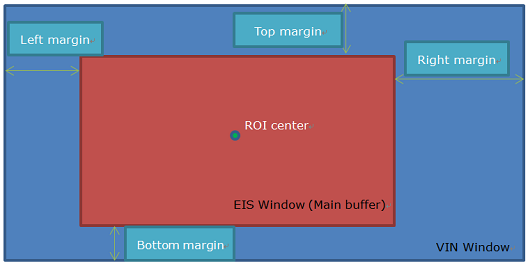 Top margin
Left margin
Right margin
ROI center
EIS Window (Main buffer)
Bottom margin
VIN Window